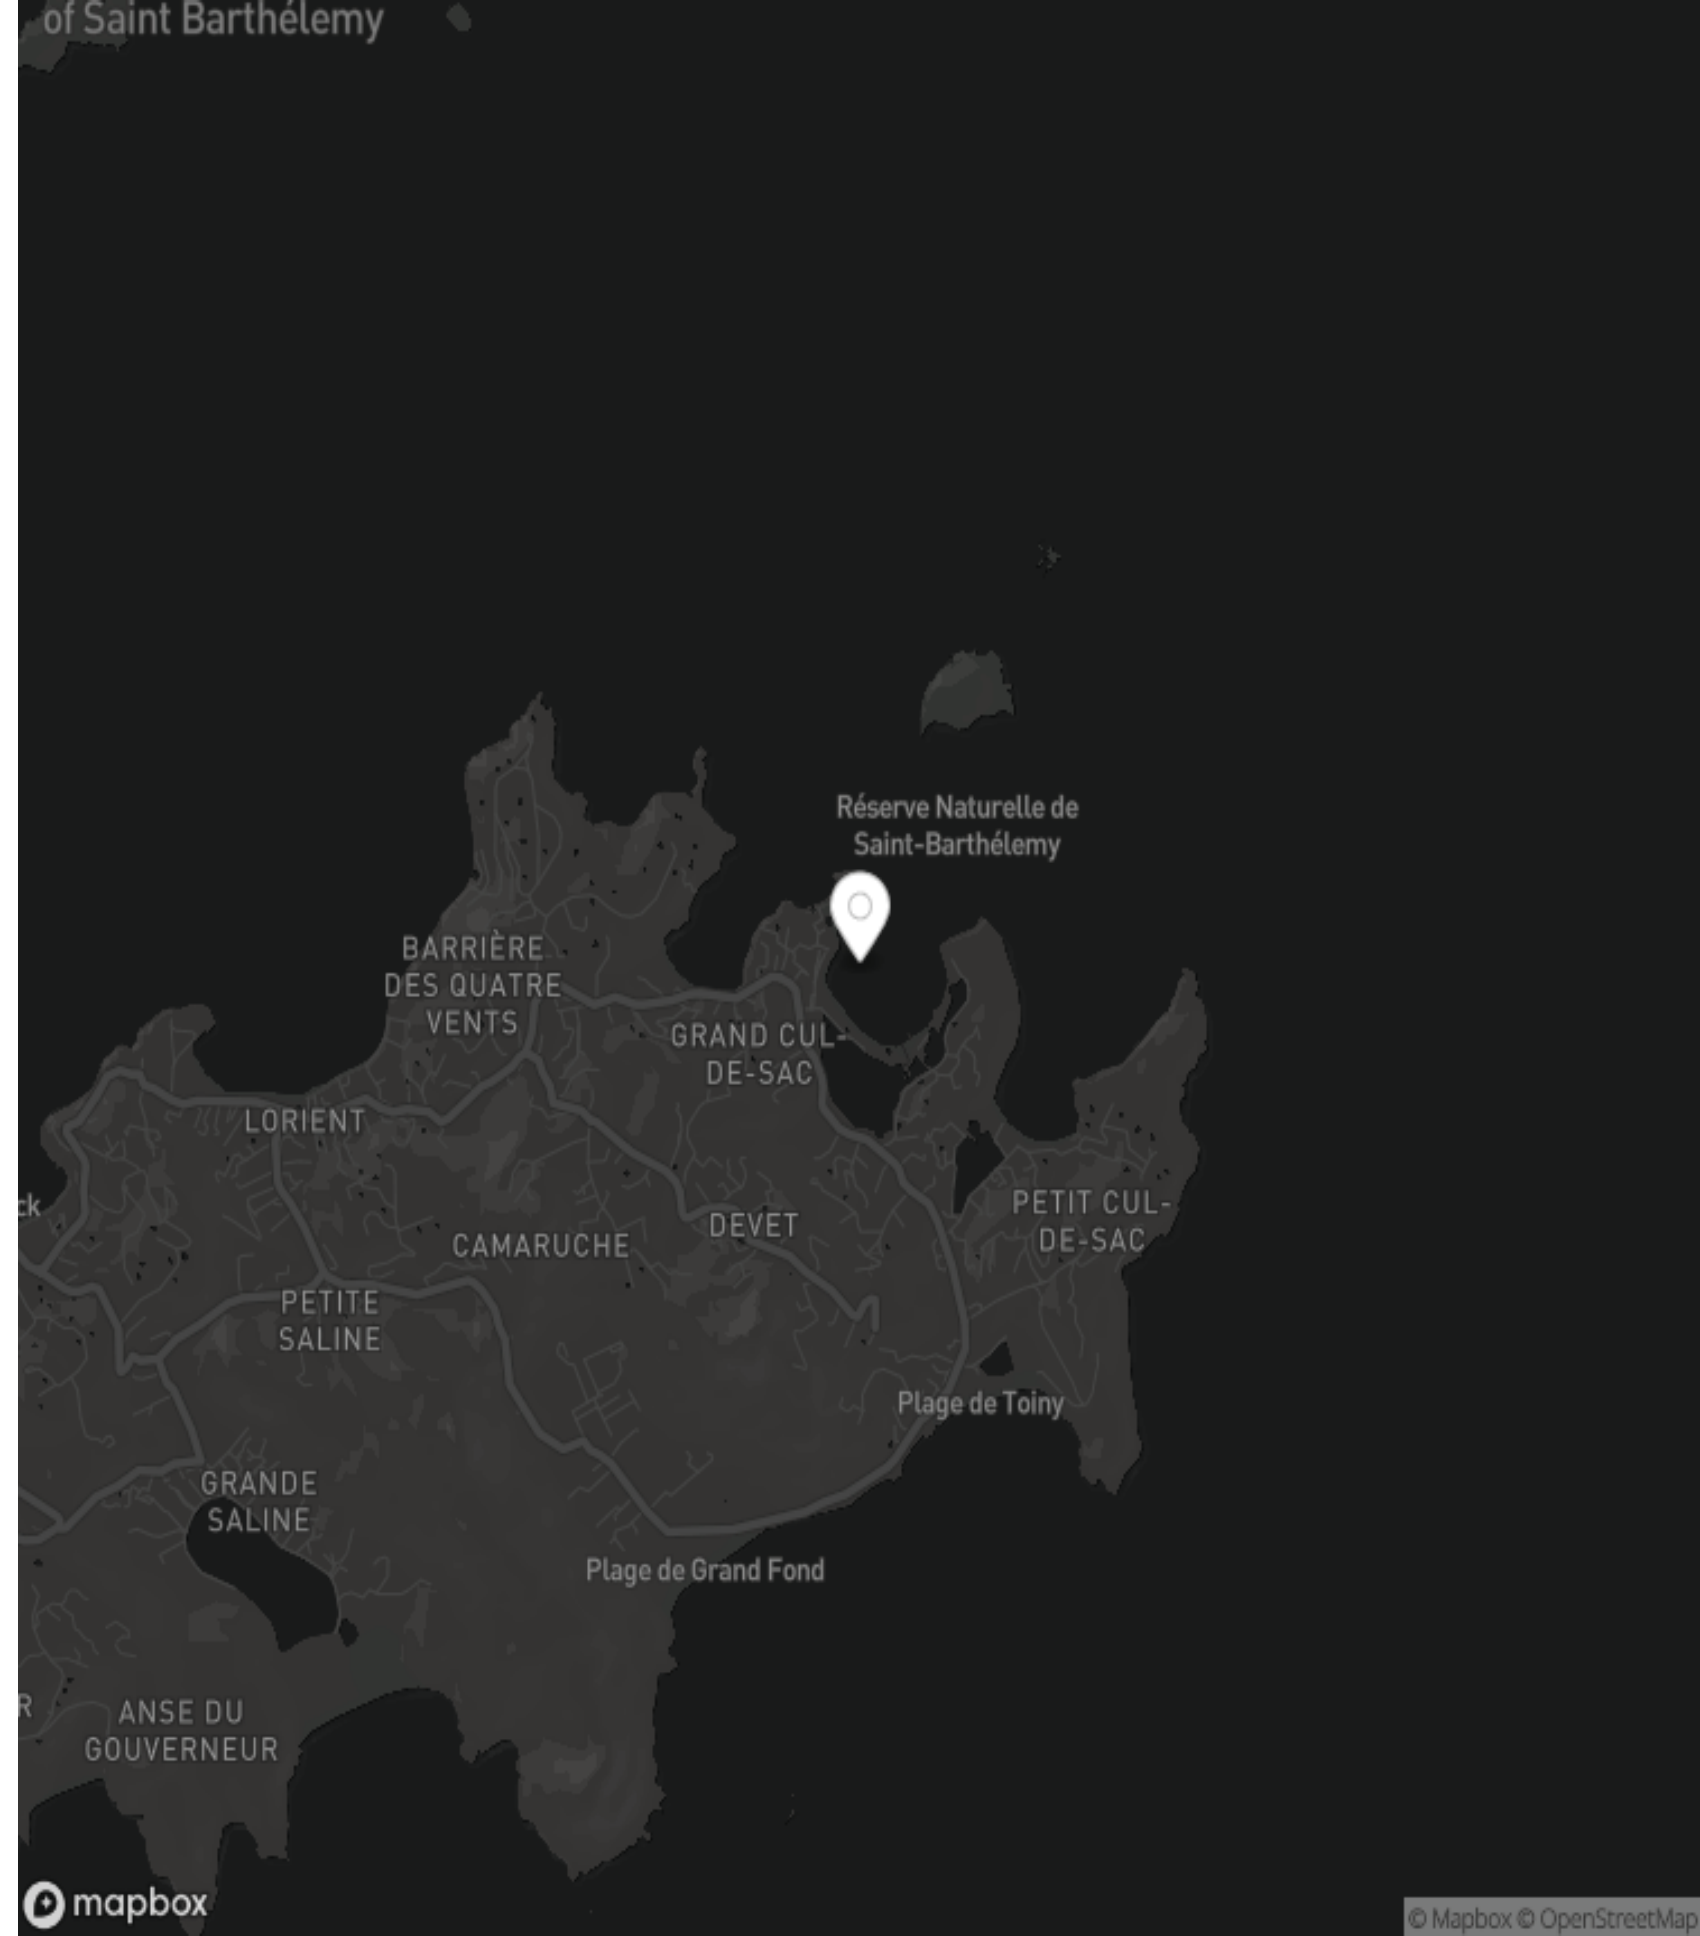 of Saint Barthélemy
Réserve Naturelle de
Saint-Barthélemy
BARRIÈRE
DES QUATRE
VENTS
GRAND CUL-
DE-SAC
LORIENT
ck
PETIT CUL-
DE-SAC
DEVET
CAMARUCHE
PETITE
SALINE
Plage de Toiny
GRANDE
SALINE
Plage de Grand Fond
R
ANSE DU
GOUVERNEUR
mapbox
© Mapbox © OpenStreetMap